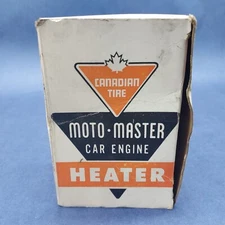 CANADIAN
TIRE
MOTO•MASTER
CAR ENGINE
HEATER